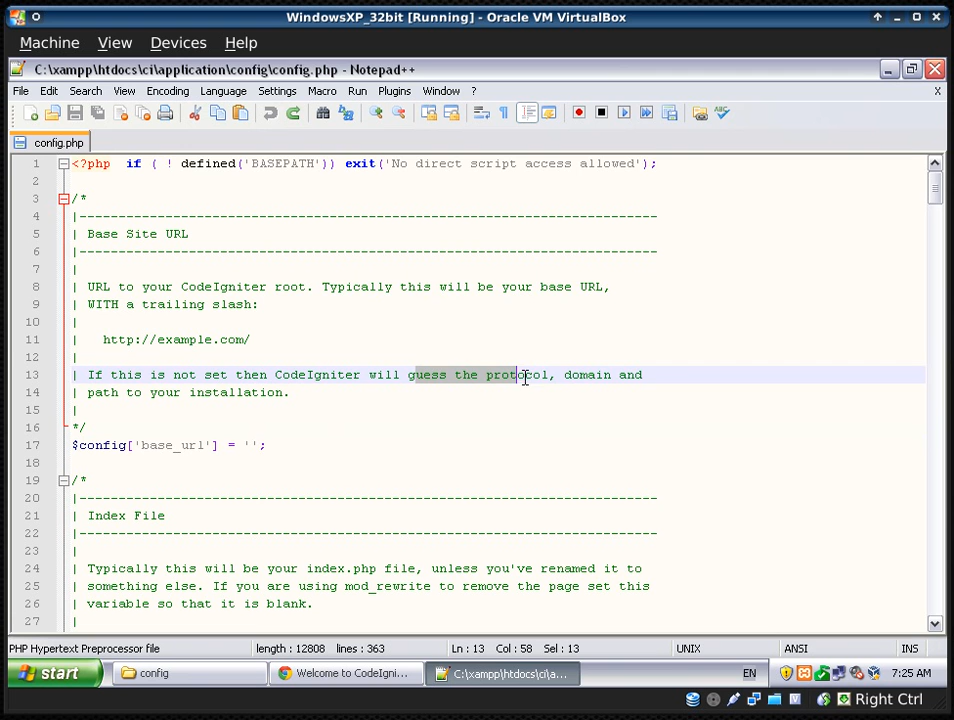 WindowsXP_32bit [Running] - Oracle VM VirtualBox
Machine View Devices Help
C:\xampp\htdocs\ci\application\config\config.php - Notepad++
File Edit Search View Encoding Language Settings Macro Run Plugins Window ? X
config.php
1 <?php if ( ! defined('BASEPATH')) exit('No direct script access allowed');
2
3 /*
4 |--------------------------------------------------------------------------
5 | Base Site URL
6 |--------------------------------------------------------------------------
7 |
8 | URL to your CodeIgniter root. Typically this will be your base URL,
9 | WITH a trailing slash:
10 |
11 | http://example.com/
12 |
13 | If this is not set then CodeIgniter will guess the protocol, domain and
14 | path to your installation.
15 |
16 */
17 $config['base_url'] = '';
18
19 /*
20 |--------------------------------------------------------------------------
21 | Index File
22 |--------------------------------------------------------------------------
23 |
24 | Typically this will be your index.php file, unless you've renamed it to
25 | something else. If you are using mod_rewrite to remove the page set this
26 | variable so that it is blank.
27 |
PHP Hypertext Preprocessor file length : 12808 lines : 363 Ln : 13 Col : 58 Sel : 13 UNIX ANSI INS
start config Welcome to CodeIgni... C:\xampp\htdocs\ci\a... EN 7:25 AM
Right Ctrl